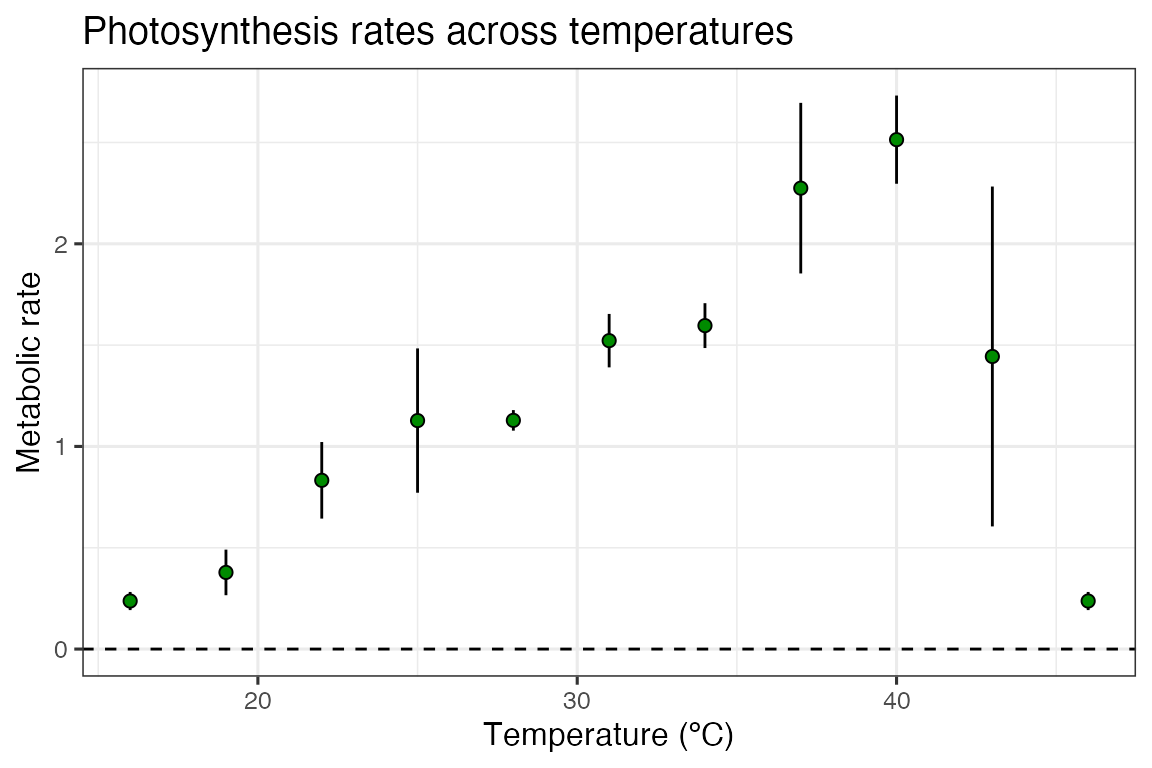 Photosynthesis rates across temperatures
Metabolic rate
2
1
0
20 30 40
Temperature (°C)